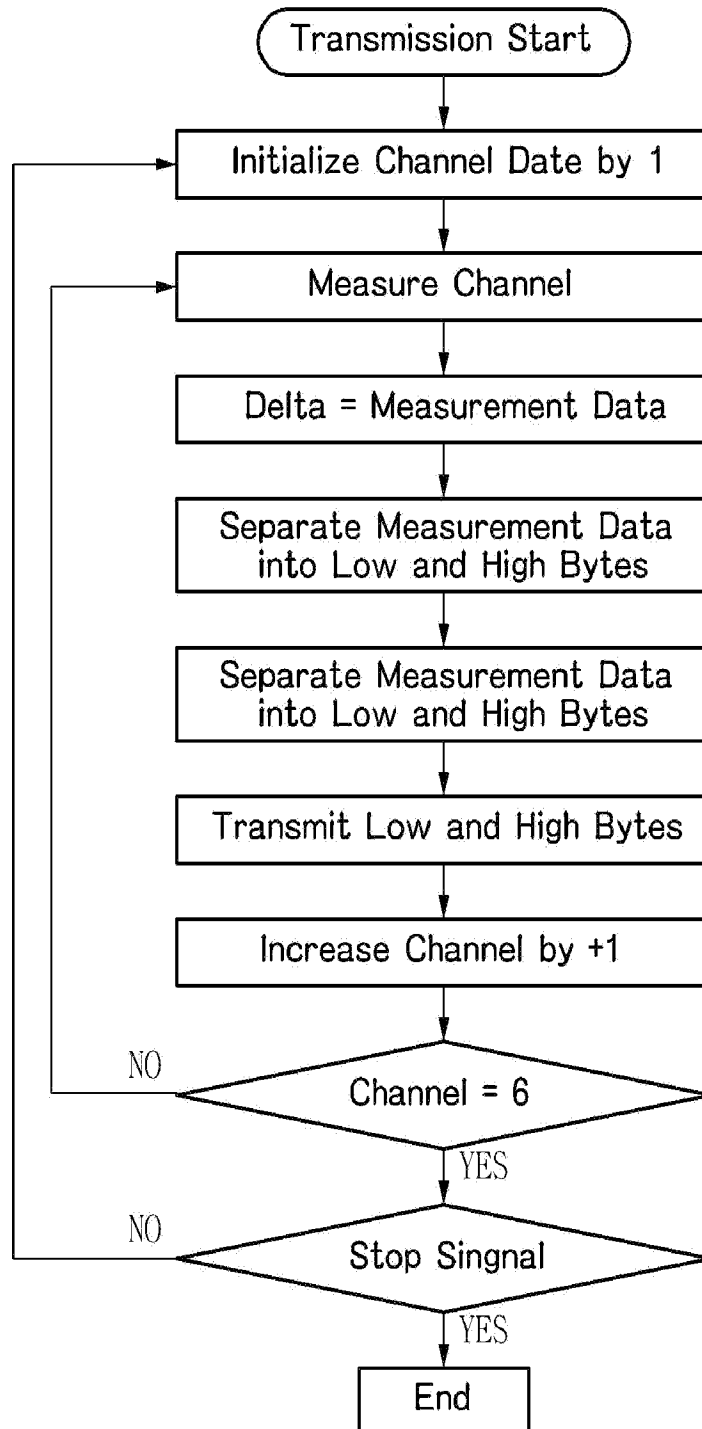 Transmission Start
Initialize Channel Date by 1
Measure Channel
Delta = Measurement Data
Separate Measurement Data
into Low and High Bytes
Separate Measurement Data
into Low and High Bytes
Transmit Low and High Bytes
Increase Channel by +1
NO
Channel = 6
YES
NO
Stop Singnal
YES
End